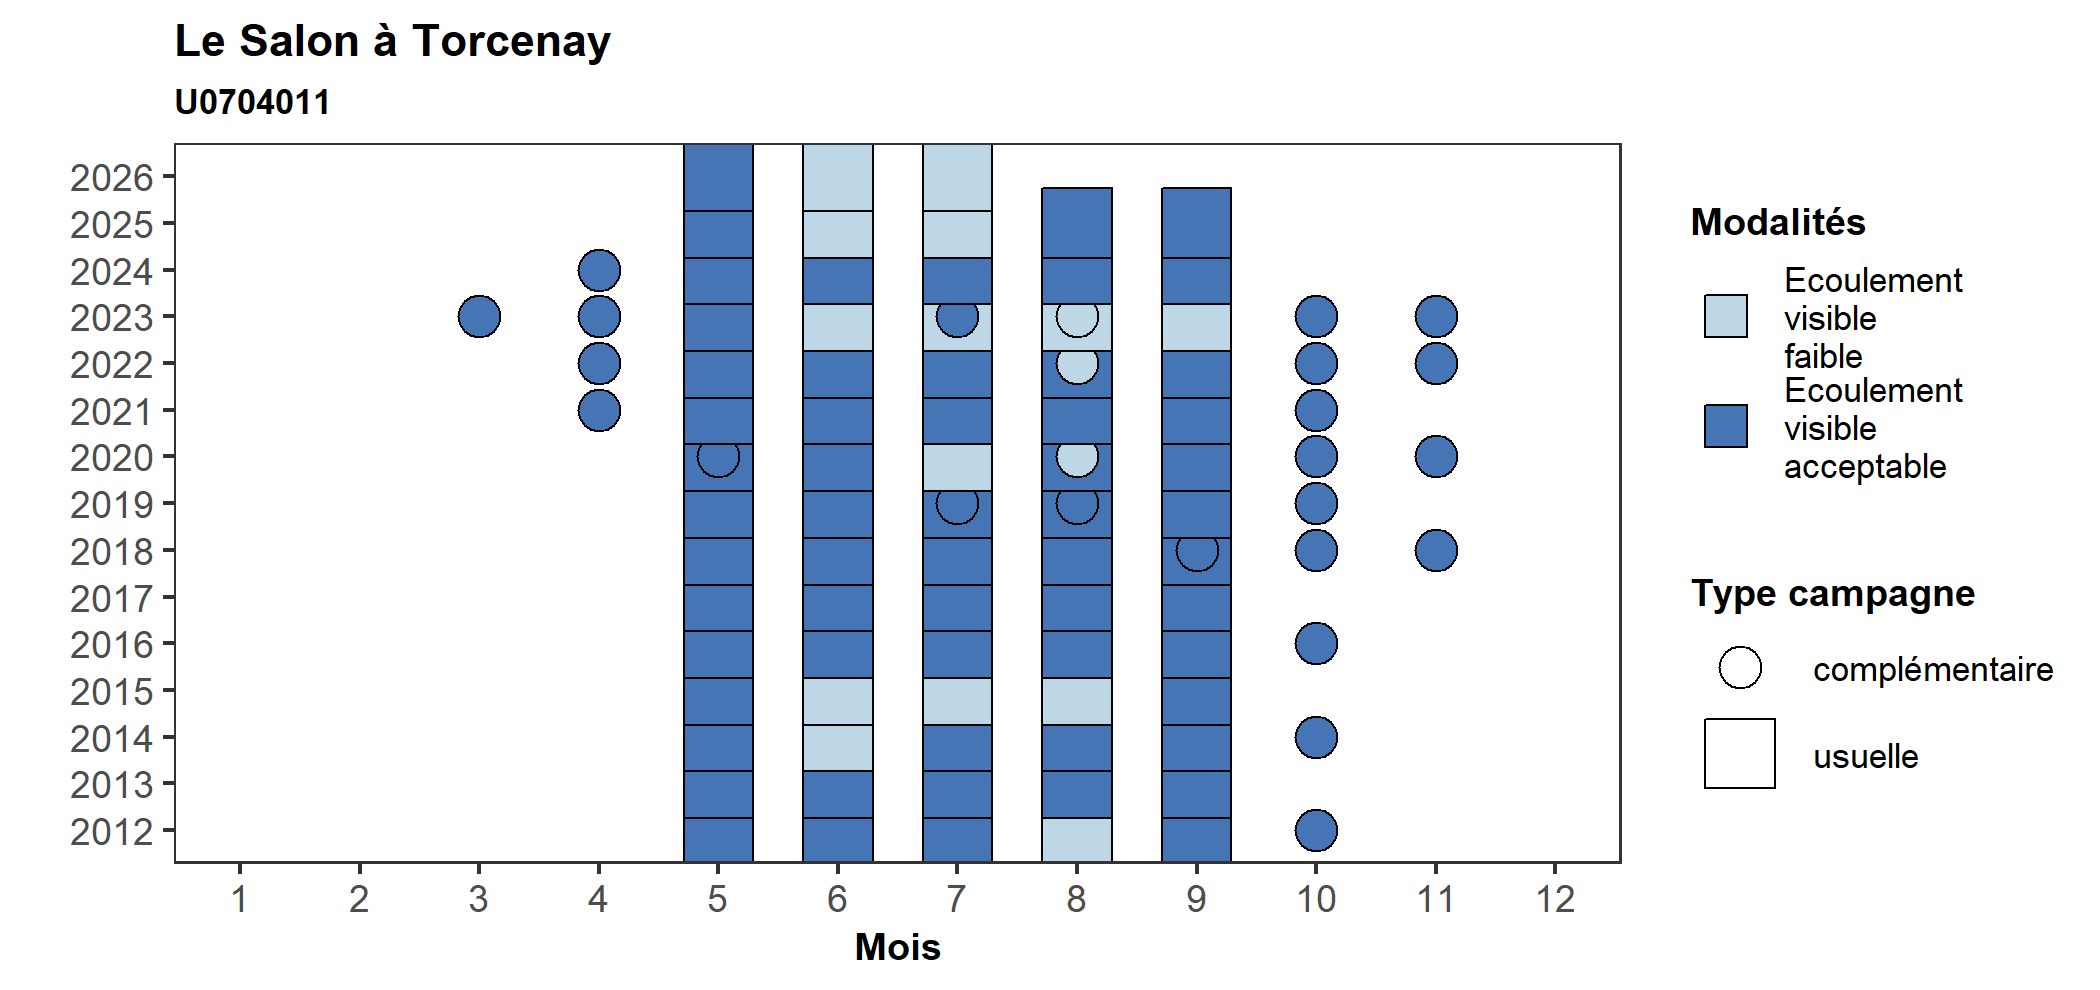 Le Salon à Torcenay
U0704011
2026
2025
2024
2023
2022
2021
2020
2019
2018
2017
2016
2015
2014
2013
2012
1 2 3 4 5 6 7 8 9 10 11 12
Mois
Modalités
Ecoulement
visible
faible
Ecoulement
visible
acceptable
Type campagne
complémentaire
usuelle